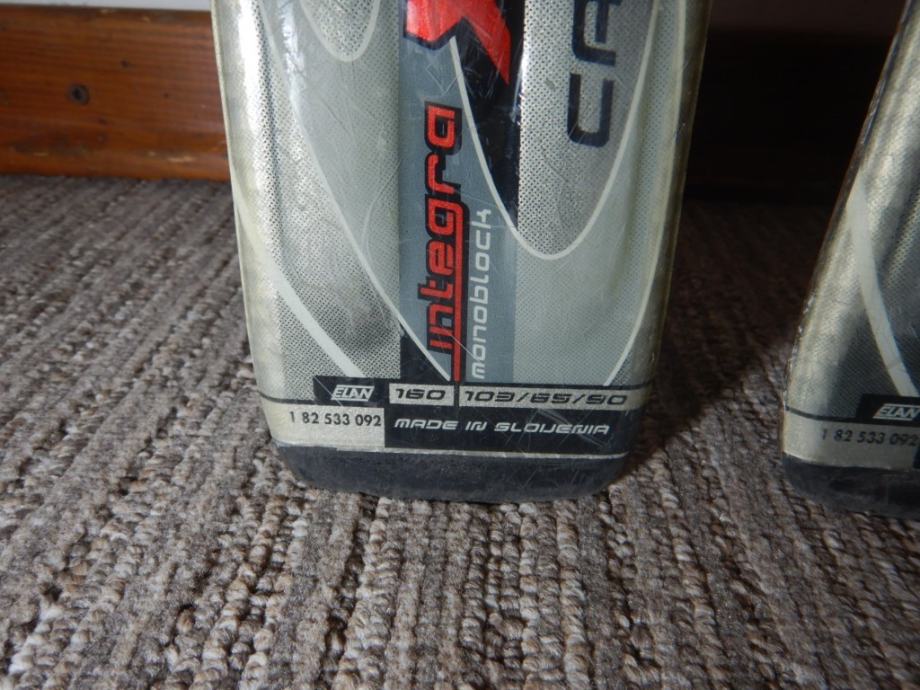 CA
integra
monoblock
ELAN 160 103/65/90
1 82 533 092 MADE IN SLOVENIA
ELAN
1 82 533 092